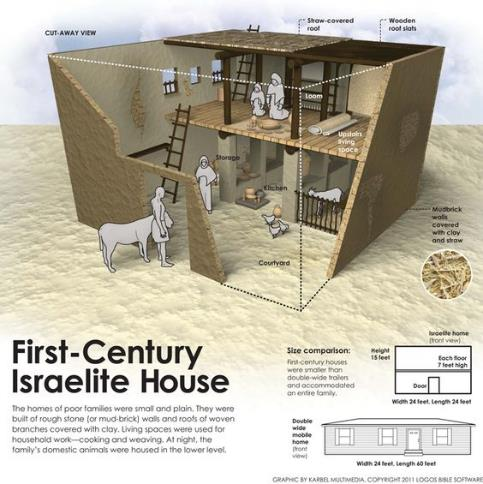 CUT-AWAY VIEW
Straw-covered
roof
Wooden
roof slats
Loom
Upstairs
living
space
Storage
Kitchen
Courtyard
Mudbrick
walls
covered
with clay
and straw
First-Century
Israelite House
The homes of poor families were small and plain. They were
built of rough stone (or mud-brick) walls and roofs of woven
branches covered with clay. Living spaces were used for
household work—cooking and weaving. At night, the
family's domestic animals were housed in the lower level.
Size comparison:
First-century houses
were smaller than
double-wide trailers
and accommodated
an entire family.
Israelite home
(front view)
Height
15 feet
Each floor
7 feet high
Door
Width 24 feet, Length 24 feet
Double
wide
mobile
home
(front
view)
Width 24 feet, Length 60 feet
GRAPHIC BY KARBEL MULTIMEDIA, COPYRIGHT 2011 LOGOS BIBLE SOFTWARE